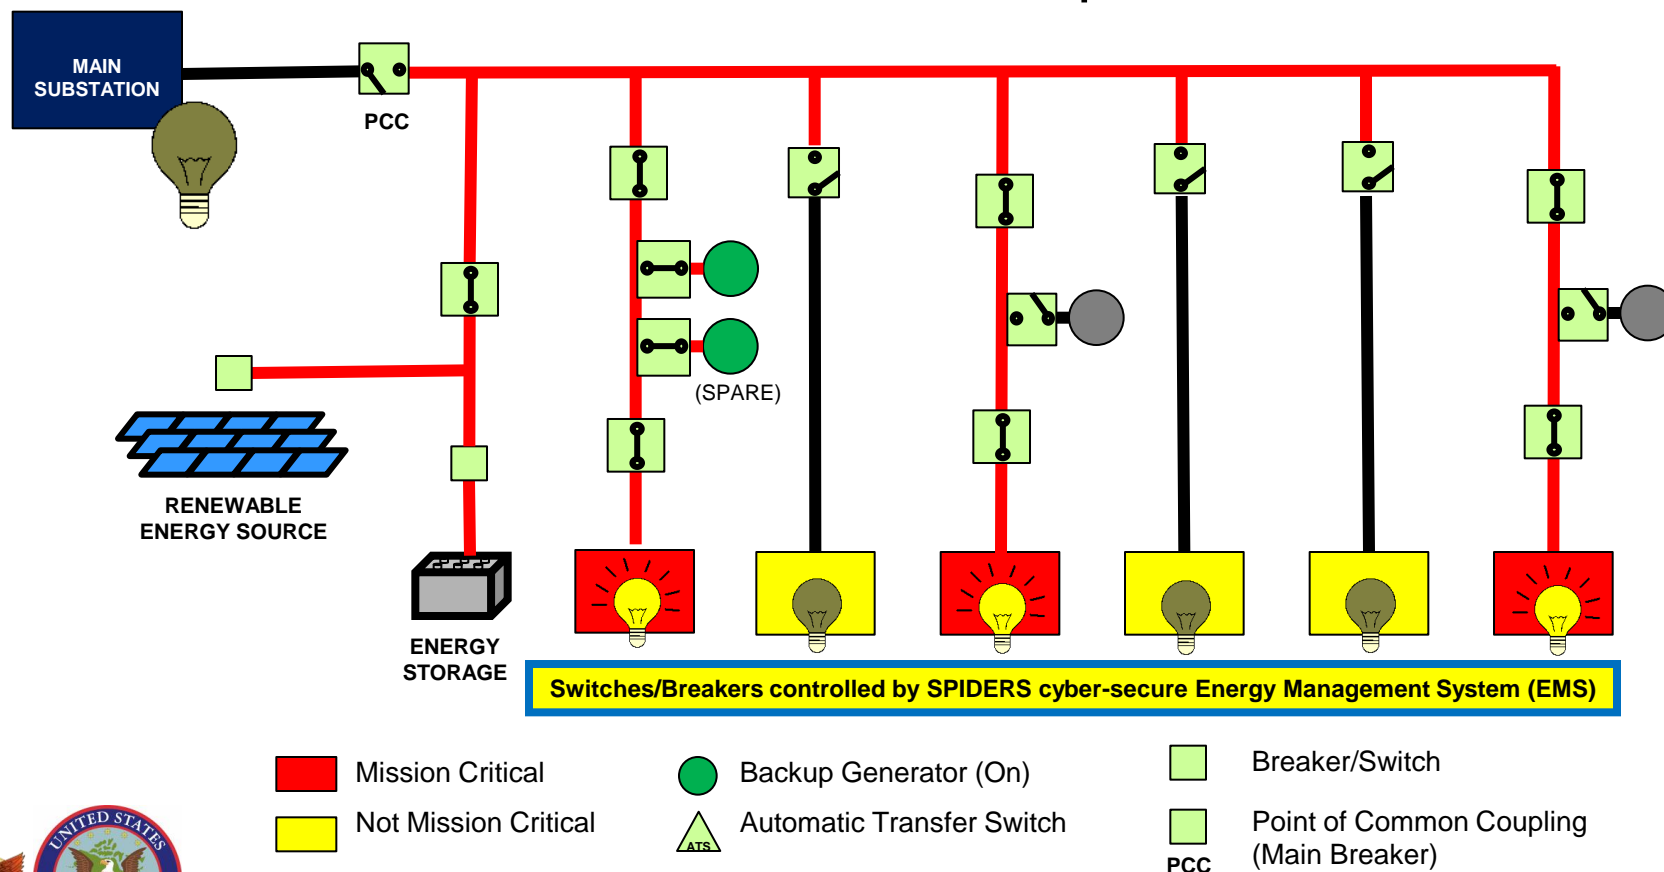 MAIN
SUBSTATION
PCC
(SPARE)
RENEWABLE
ENERGY SOURCE
ENERGY
STORAGE
Switches/Breakers controlled by SPIDERS cyber-secure Energy Management System (EMS)
Mission Critical
Backup Generator (On)
Breaker/Switch
Not Mission Critical
ATS
Automatic Transfer Switch
PCC
Point of Common Coupling
(Main Breaker)
UNITED STATES